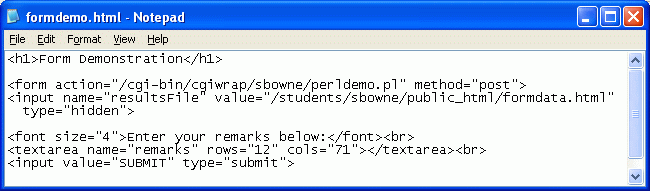 formdemo.html - Notepad
File Edit Format View Help
<h1>Form Demonstration</h1>
<form action="/cgi-bin/cgiwrap/sbowne/perldemo.pl" method="post">
<input name="resultsFile" value="/students/sbowne/public_html/formdata.html"
type="hidden">
<font size="4">Enter your remarks below:</font><br>
<textarea name="remarks" rows="12" cols="71"></textarea><br>
<input value="SUBMIT" type="submit">